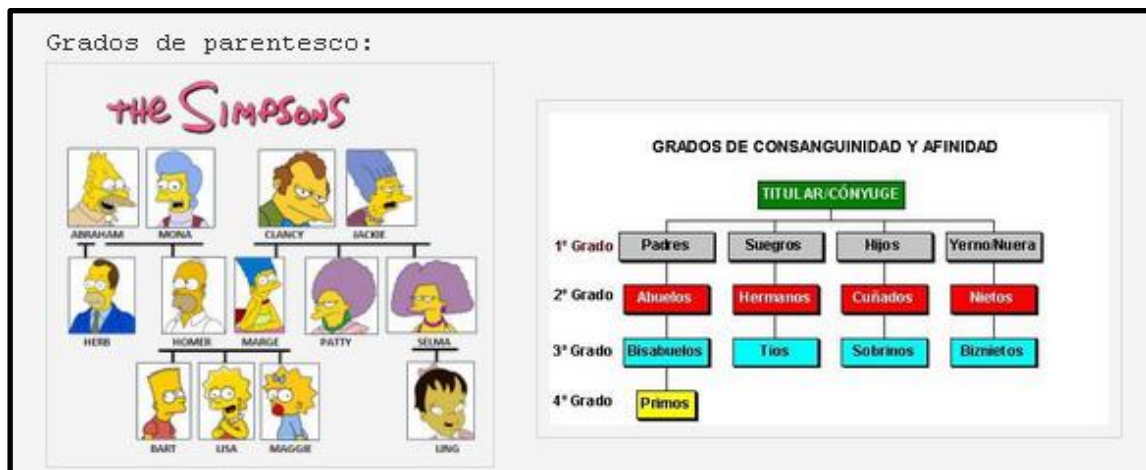 Grados de parentesco:
THE SIMPSONS
ABRAHAM MONA CLANCY JACKIE
HERB HOMER MARGE PATTY SELMA
BART LISA MAGGIE LING
GRADOS DE CONSANGUINIDAD Y AFINIDAD
TITULAR/CÓNYUGE
1º Grado Padres Suegros Hijos Yerno/Nuera
2º Grado Abuelos Hermanos Cuñados Nietos
3º Grado Bisabuelos Tíos Sobrinos Biznietos
4º Grado Primos